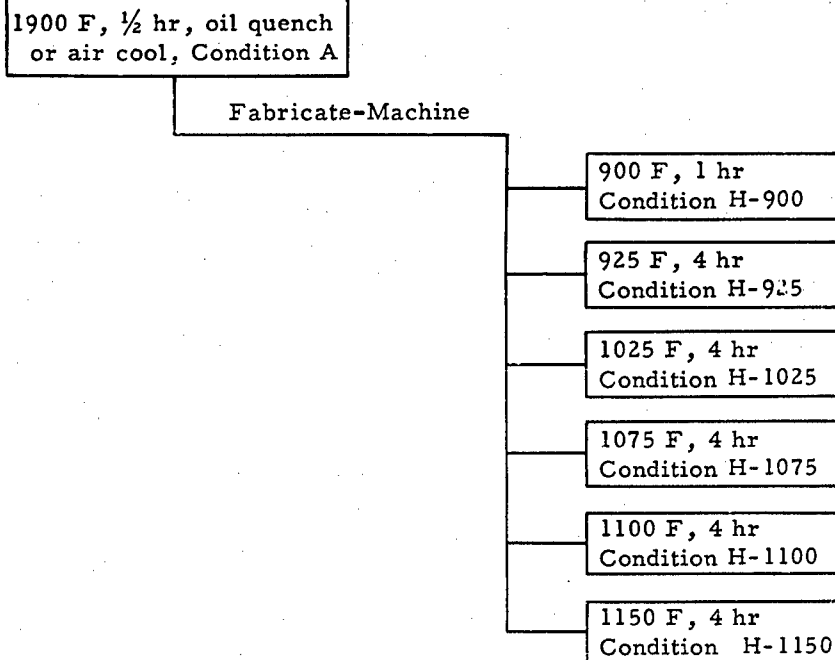 1900 F, ½ hr, oil quench
or air cool, Condition A
Fabricate-Machine
900 F, 1 hr
Condition H-900
925 F, 4 hr
Condition H-925
1025 F, 4 hr
Condition H-1025
1075 F, 4 hr
Condition H-1075
1100 F, 4 hr
Condition H-1100
1150 F, 4 hr
Condition H-1150